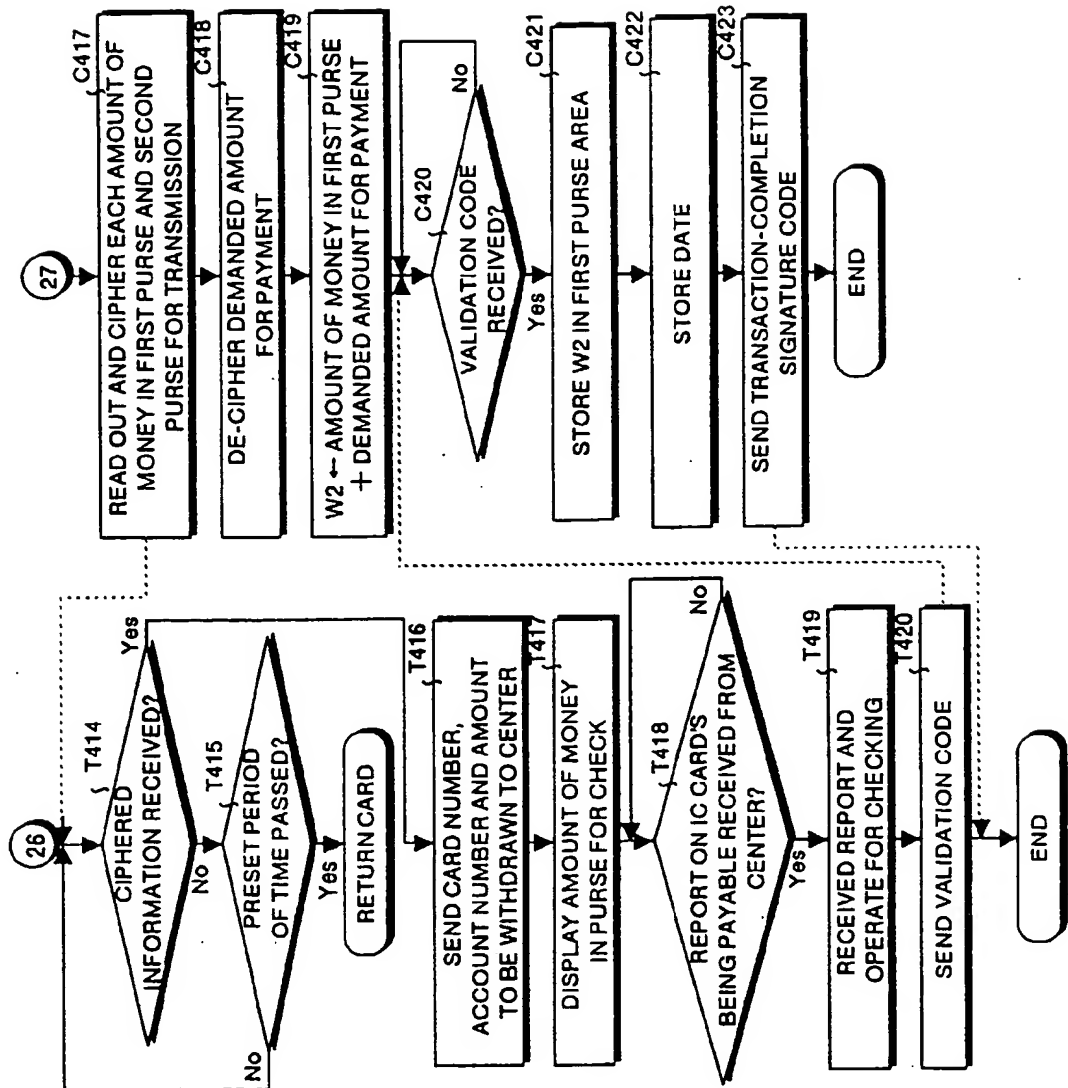 26
T414
CIPHERED
INFORMATION RECEIVED?
Yes
No
T415
PRESET PERIOD
OF TIME PASSED?
No
Yes
RETURN CARD
T416
SEND CARD NUMBER,
ACCOUNT NUMBER AND AMOUNT
TO BE WITHDRAWN TO CENTER
T417
DISPLAY AMOUNT OF MONEY
IN PURSE FOR CHECK
T418
REPORT ON IC CARD'S
BEING PAYABLE RECEIVED FROM
CENTER?
No
Yes
T419
RECEIVED REPORT AND
OPERATE FOR CHECKING
T420
SEND VALIDATION CODE
END
27
C417
READ OUT AND CIPHER EACH AMOUNT OF
MONEY IN FIRST PURSE AND SECOND
PURSE FOR TRANSMISSION
C418
DE-CIPHER DEMANDED AMOUNT
FOR PAYMENT
C419
W2 ← AMOUNT OF MONEY IN FIRST PURSE
+ DEMANDED AMOUNT FOR PAYMENT
C420
VALIDATION CODE
RECEIVED?
No
Yes
C421
STORE W2 IN FIRST PURSE AREA
C422
STORE DATE
C423
SEND TRANSACTION-COMPLETION
SIGNATURE CODE
END